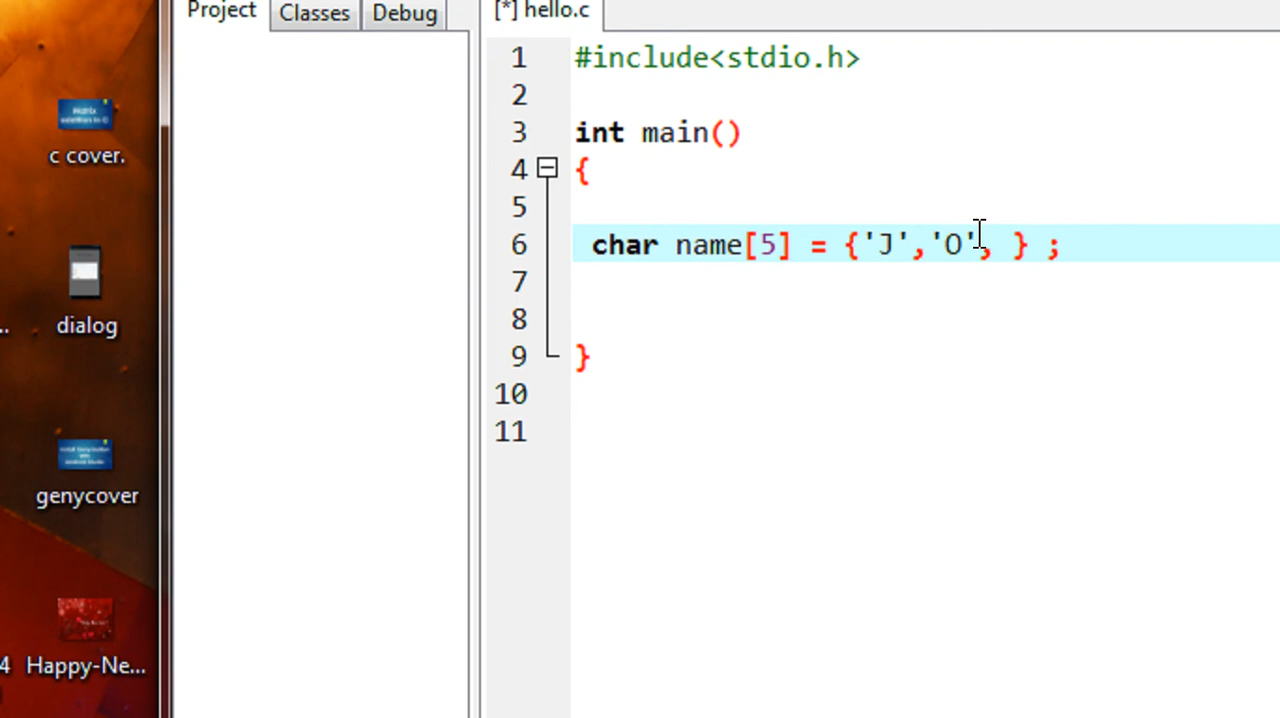 Project Classes Debug
[*] hello.c
1 #include<stdio.h>
2
3 int main()
4 {
5
6 char name[5] = {'J','O', } ;
7
8
9 }
10
11
c cover.
dialog
genycover
4 Happy-Ne...